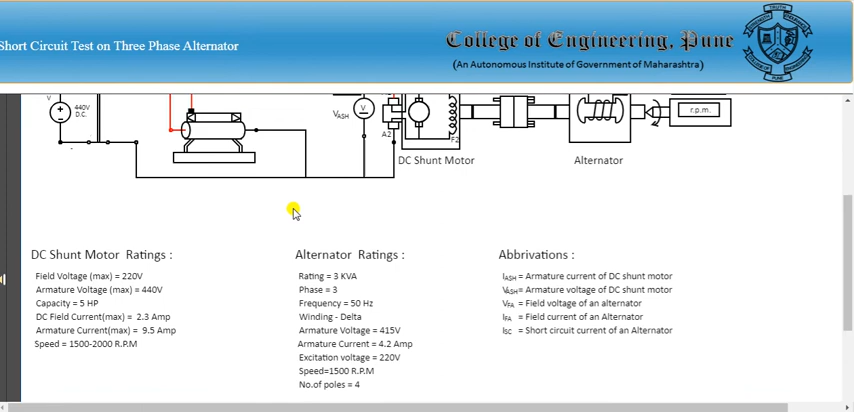 Short Circuit Test on Three Phase Alternator
College of Engineering, Pune
(An Autonomous Institute of Government of Maharashtra)
V
440V
D.C.
VASH
V
A2
F2
r.p.m.
DC Shunt Motor
Alternator
DC Shunt Motor Ratings :
Field Voltage (max) = 220V
Armature Voltage (max) = 440V
Capacity = 5 HP
DC Field Current(max) = 2.3 Amp
Armature Current(max) = 9.5 Amp
Speed = 1500-2000 R.P.M
Alternator Ratings :
Rating = 3 KVA
Phase = 3
Frequency = 50 Hz
Winding - Delta
Armature Voltage = 415V
Armature Current = 4.2 Amp
Excitation voltage = 220V
Speed=1500 R.P.M
No.of poles = 4
Abbrivations :
IASH = Armature current of DC shunt motor
VASH= Armature voltage of DC shunt motor
VFA = Field voltage of an alternator
IFA = Field current of an Alternator
ISC = Short circuit current of an Alternator